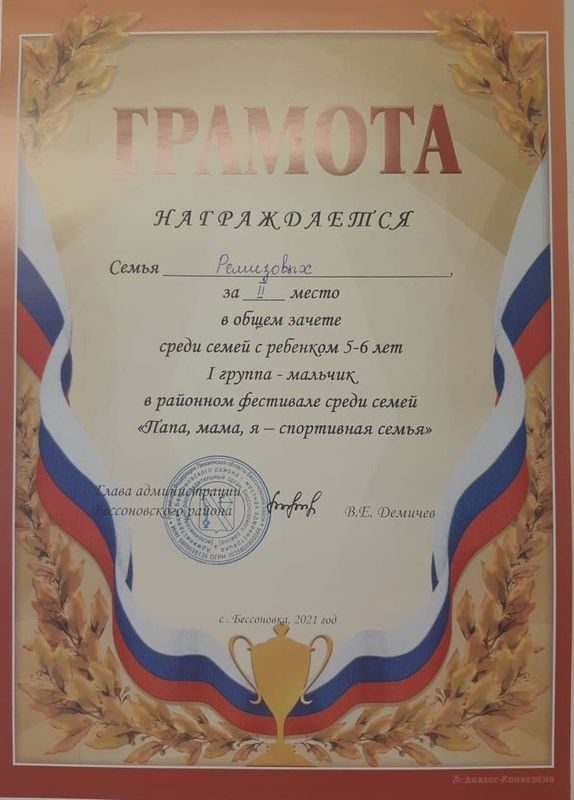 ГРАМОТА
НАГРАЖДАЕТСЯ
Семья Ремизовых,
за II место
в общем зачете
среди семей с ребенком 5-6 лет
I группа - мальчик
в районном фестивале среди семей
«Папа, мама, я – спортивная семья»
Глава администрации
Бессоновского района
В.Е. Демичев
с . Бессоновка, 2021 год
Диалог-Конверсия